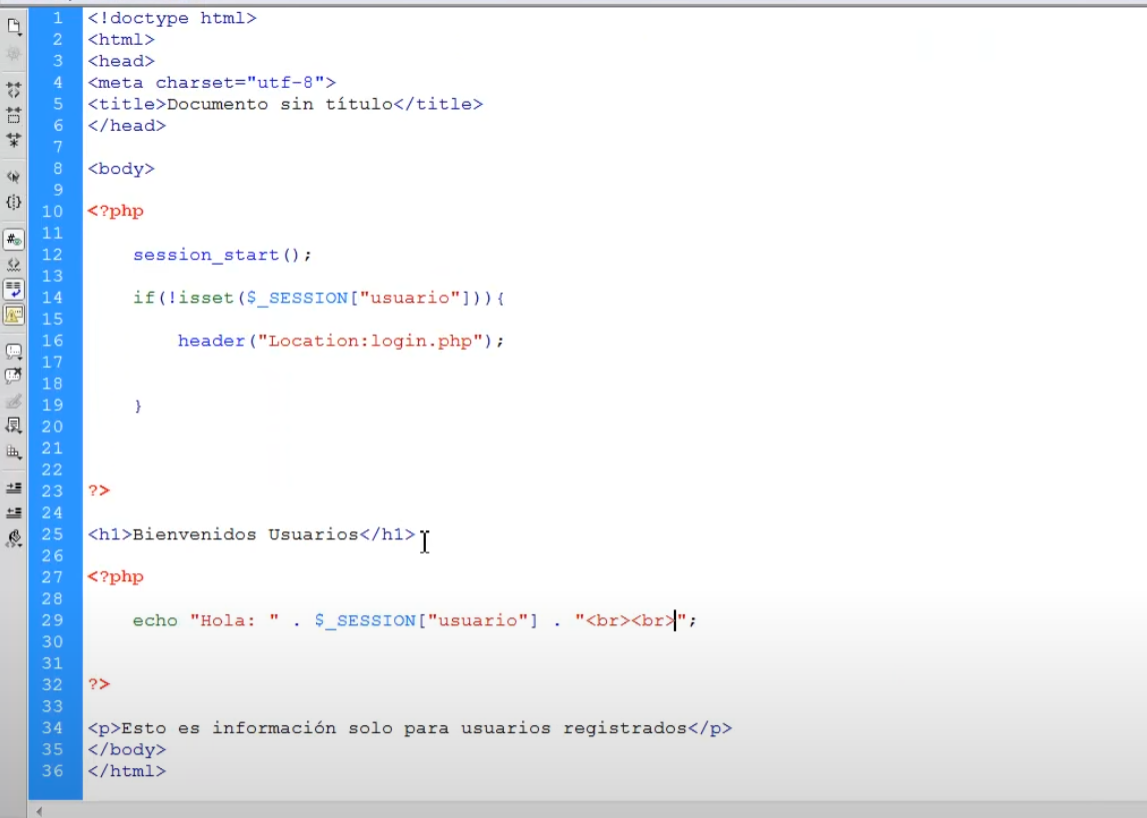 1 <!doctype html>
2 <html>
3 <head>
4 <meta charset="utf-8">
5 <title>Documento sin título</title>
6 </head>
7
8 <body>
9
10 <?php
11
12 session_start();
13
14 if(!isset($_SESSION["usuario"])){
15
16 header("Location:login.php");
17
18
19 }
20
21
22
23 ?>
24
25 <h1>Bienvenidos Usuarios</h1>
26
27 <?php
28
29 echo "Hola: " . $_SESSION["usuario"] . "<br><br>";
30
31
32 ?>
33
34 <p>Esto es información solo para usuarios registrados</p>
35 </body>
36 </html>